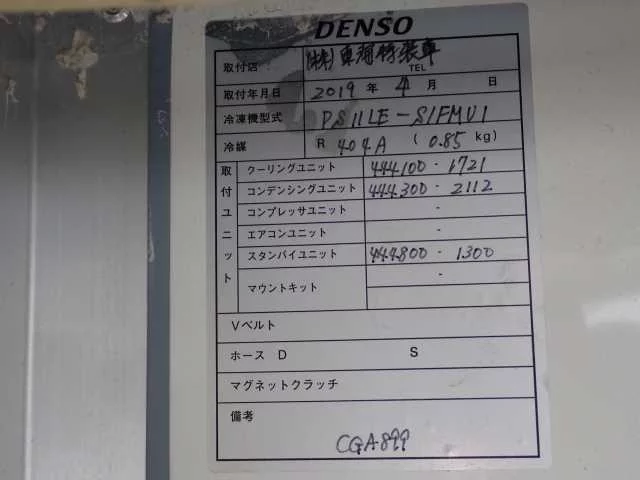 DENSO
取付店 (株)東海特装車
TEL
取付年月日 2019 年 4 月 日
冷凍機型式 PS11LE-S1FMU1
冷媒 R 404A ( 0.85 kg)
取付ユニット
クーリングユニット 444100-1721
コンデンシングユニット 444300-2112
コンプレッサユニット -
エアコンユニット -
スタンバイユニット 444800-1300
マウントキット -
Vベルト
ホース D S
マグネットクラッチ
備考
CGA899